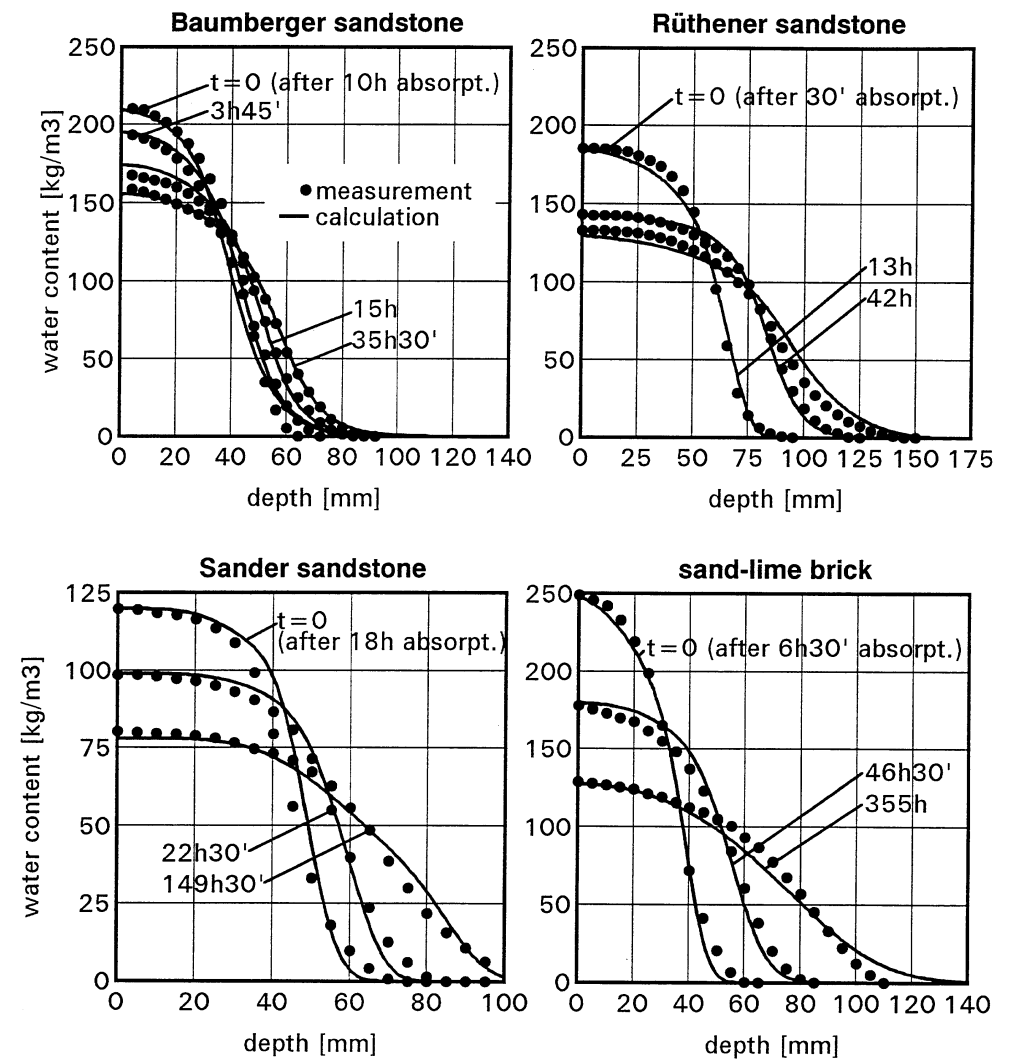 Baumberger sandstone
250
200
150
100
50
0
water content [kg/m3]
t=0 (after 10h absorpt.)
3h45'
measurement
calculation
15h
35h30'
0 20 40 60 80 100 120 140
depth [mm]
Rüthener sandstone
250
200
150
100
50
0
t=0 (after 30' absorpt.)
13h
42h
0 25 50 75 100 125 150 175
depth [mm]
Sander sandstone
125
100
75
50
25
0
water content [kg/m3]
t=0
(after 18h absorpt.)
22h30'
149h30'
0 20 40 60 80 100
depth [mm]
sand-lime brick
250
200
150
100
50
0
t=0 (after 6h30' absorpt.)
46h30'
355h
0 20 40 60 80 100 120 140
depth [mm]